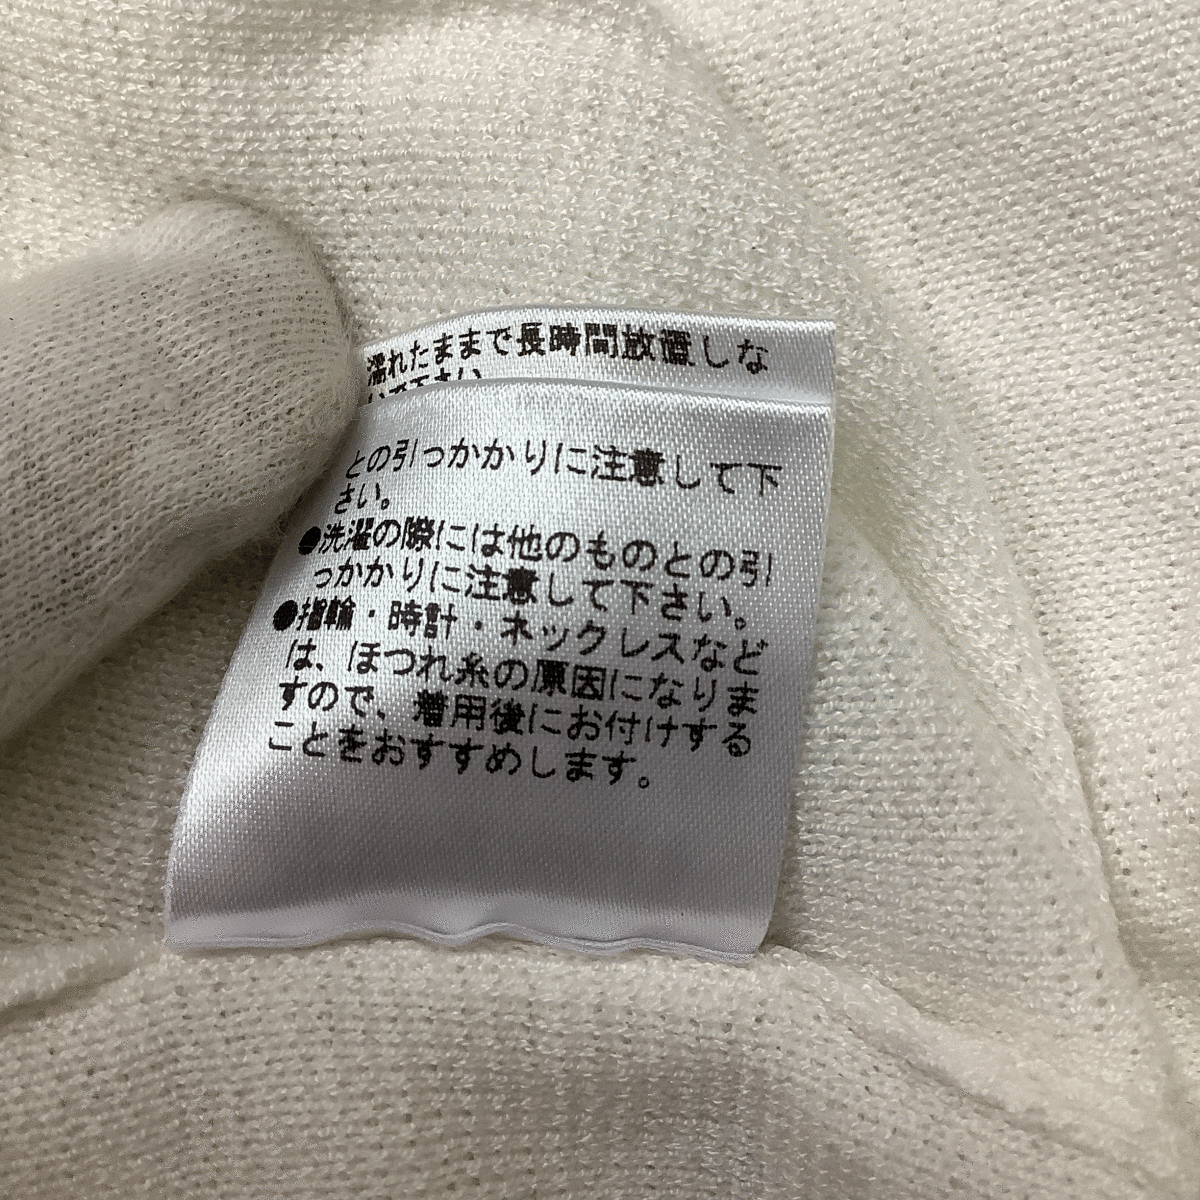 濡れたままで長時間放置しな
いで下さい
との引っかかりに注意して下
さい。
●洗濯の際には他のものとの引
っかかりに注意して下さい。
●指輪・時計・ネックレスなど
は、ほつれ糸の原因になりま
すので、着用後にお付けする
ことをおすすめします。